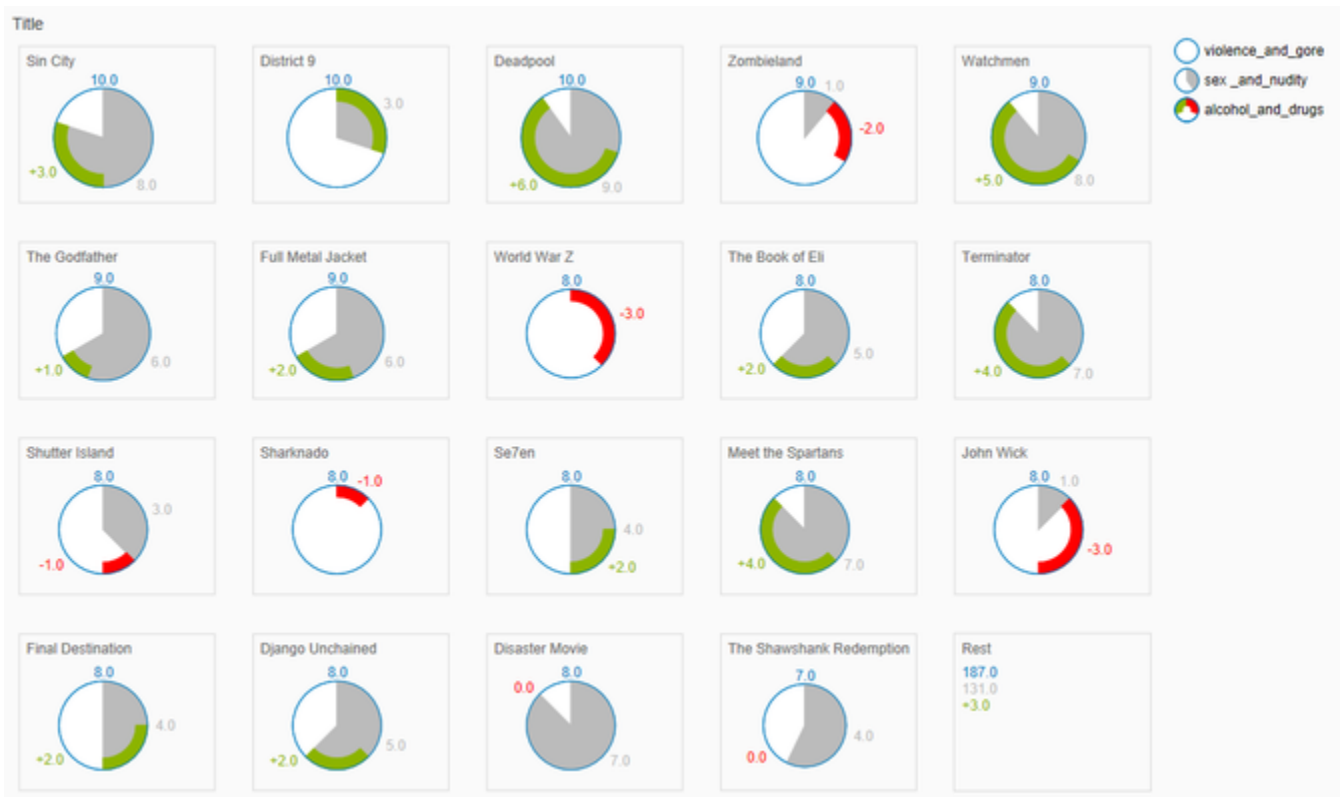 Title
violence_and_gore
sex _and_nudity
alcohol_and_drugs
Sin City
10.0
+3.0
8.0
District 9
10.0
3.0
Deadpool
10.0
+6.0
9.0
Zombieland
9.0
1.0
-2.0
Watchmen
9.0
+5.0
8.0
The Godfather
9.0
+1.0
6.0
Full Metal Jacket
9.0
+2.0
6.0
World War Z
8.0
-3.0
The Book of Eli
8.0
+2.0
5.0
Terminator
8.0
+4.0
7.0
Shutter Island
8.0
3.0
-1.0
Sharknado
8.0
-1.0
Se7en
8.0
4.0
+2.0
Meet the Spartans
8.0
+4.0
7.0
John Wick
8.0
1.0
-3.0
Final Destination
8.0
4.0
+2.0
Django Unchained
8.0
5.0
+2.0
Disaster Movie
8.0
0.0
7.0
The Shawshank Redemption
7.0
4.0
0.0
Rest
187.0
131.0
+3.0